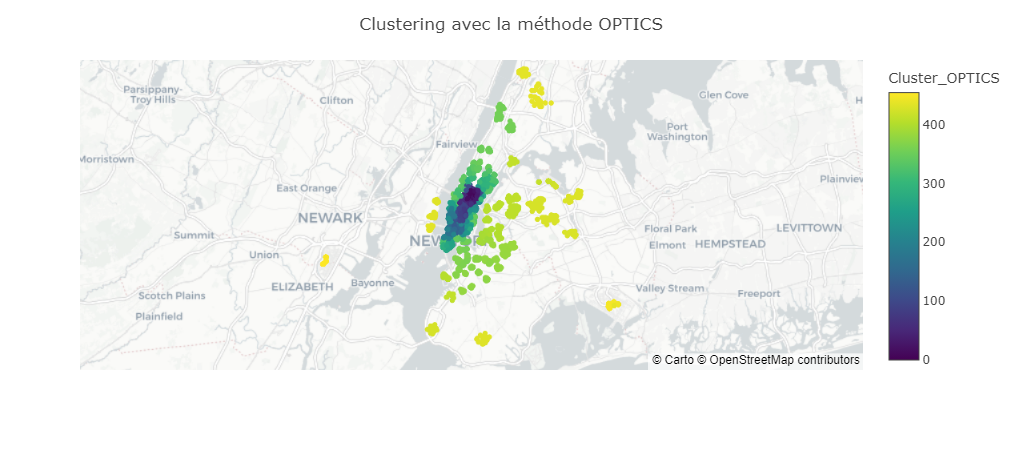 Clustering avec la méthode OPTICS
Cluster_OPTICS
400
300
200
100
0
Parsippany-
Troy Hills
Clifton
Glen Cove
Port
Washington
Fairview
Morristown
East Orange
Plainview
NEWARK
Summit
Union
Floral Park
LEVITTOWN
Elmont
HEMPSTEAD
ELIZABETH
Bayonne
Scotch Plains
Valley Stream
Freeport
Plainfield
© Carto © OpenStreetMap contributors